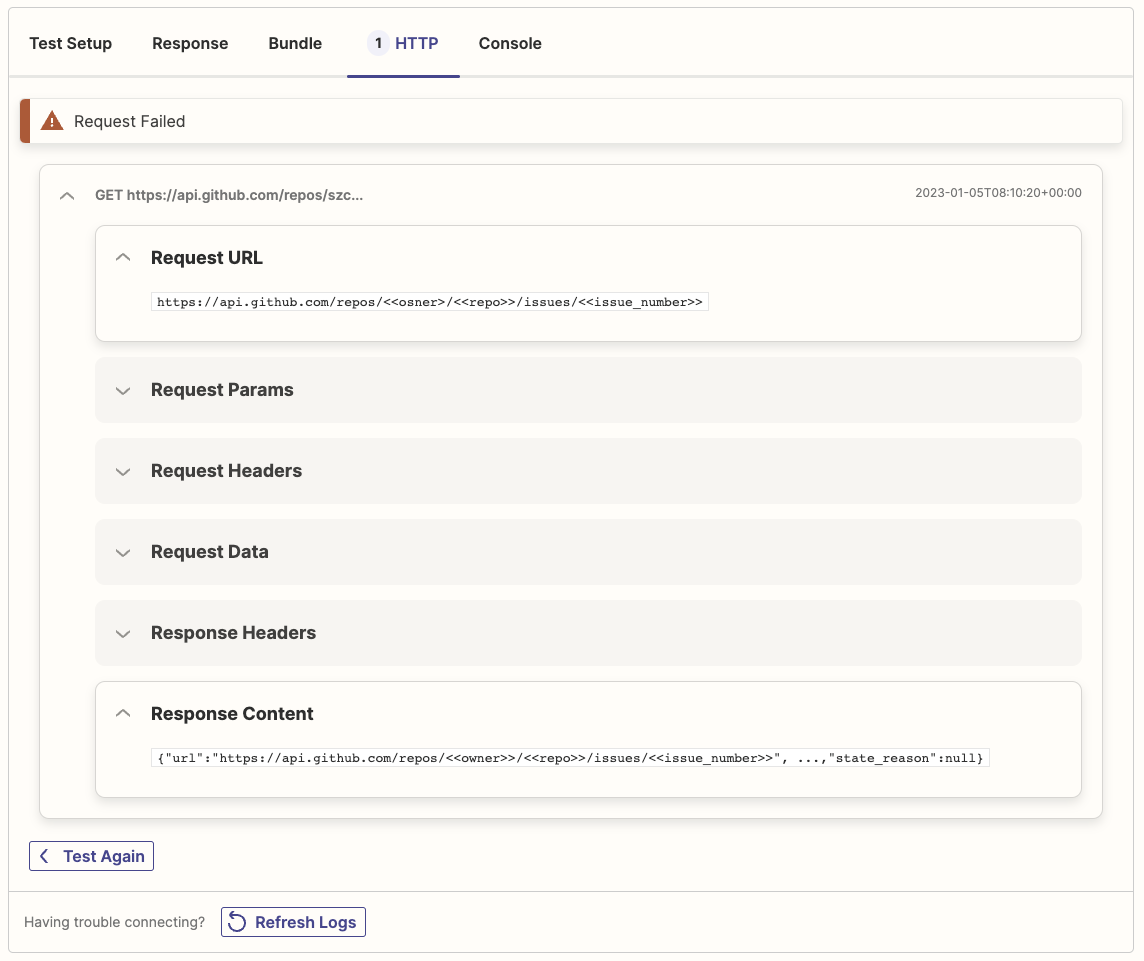 Test Setup Response Bundle 1 HTTP Console
Request Failed
GET https://api.github.com/repos/szc... 2023-01-05T08:10:20+00:00
Request URL
https://api.github.com/repos/<<osner>/<<repo>>/issues/<<issue_number>>
Request Params
Request Headers
Request Data
Response Headers
Response Content
{"url":"https://api.github.com/repos/<<owner>>/<<repo>>/issues/<<issue_number>>", ...,"state_reason":null}
Test Again
Having trouble connecting? Refresh Logs